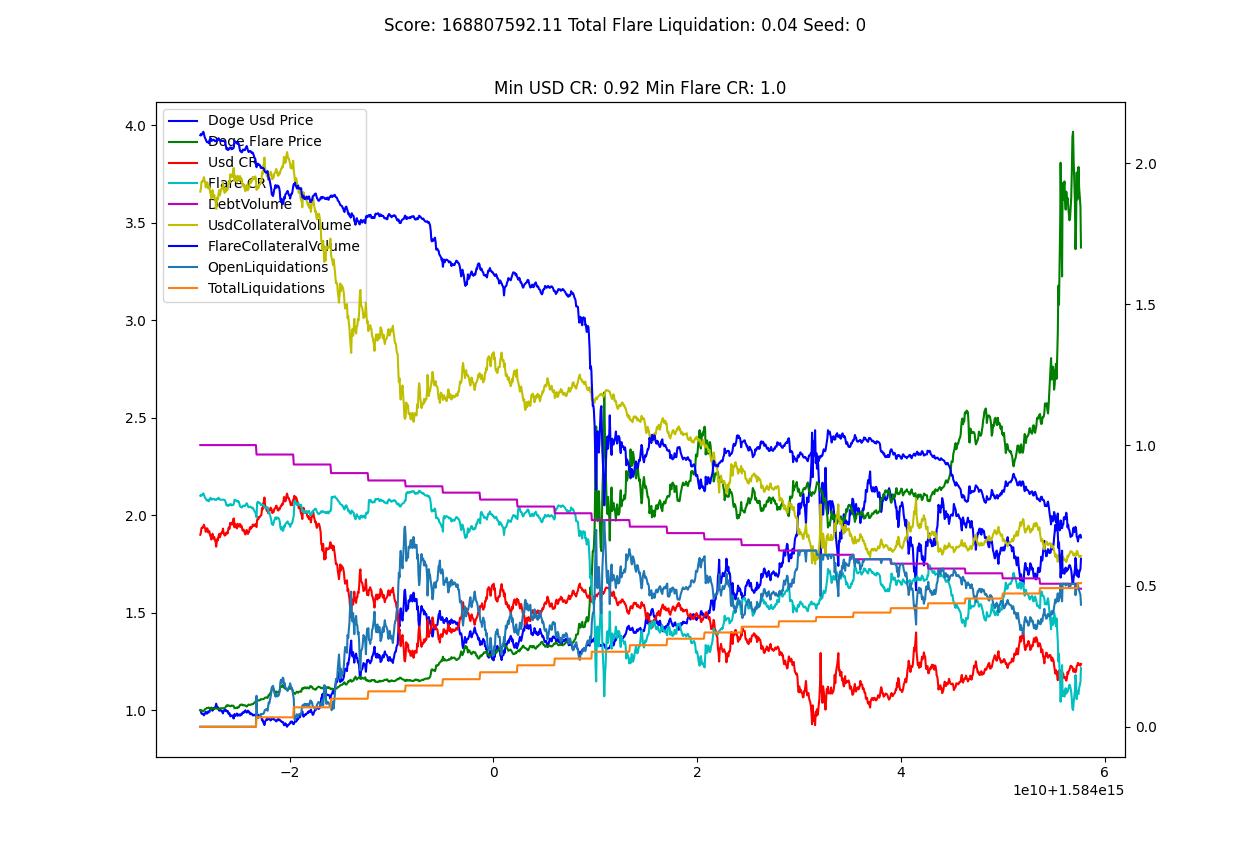 Score: 168807592.11 Total Flare Liquidation: 0.04 Seed: 0
Min USD CR: 0.92 Min Flare CR: 1.0
Doge Usd Price
Doge Flare Price
Usd CR
Flare CR
DebtVolume
UsdCollateralVolume
FlareCollateralVolume
OpenLiquidations
TotalLiquidations
4.0
3.5
3.0
2.5
2.0
1.5
1.0
2.0
1.5
1.0
0.5
0.0
−2
0
2
4
6
1e10+1.584e15